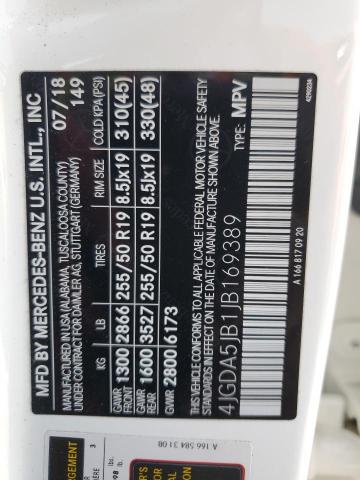 MFD BY MERCEDES-BENZ U.S. INTL., INC
MANUFACTURED IN USA (ALABAMA, TUSCALOOSA COUNTY)
UNDER CONTRACT FOR DAIMLER AG, STUTTGART (GERMANY)
07/18
149
KG LB TIRES RIM SIZE COLD KPA (PSI)
GAWR FRONT 1300 2866 255/50 R19 8.5Jx19 310(45)
GAWR REAR 1600 3527 255/50 R19 8.5Jx19 330(48)
GVWR 2800 6173
THIS VEHICLE CONFORMS TO ALL APPLICABLE FEDERAL MOTOR VEHICLE SAFETY
STANDARDS IN EFFECT ON THE DATE OF MANUFACTURE SHOWN ABOVE.
4JGDA5JB1JB169389
TYPE: MPV
A 166 817 09 20
A 166 584 31 08